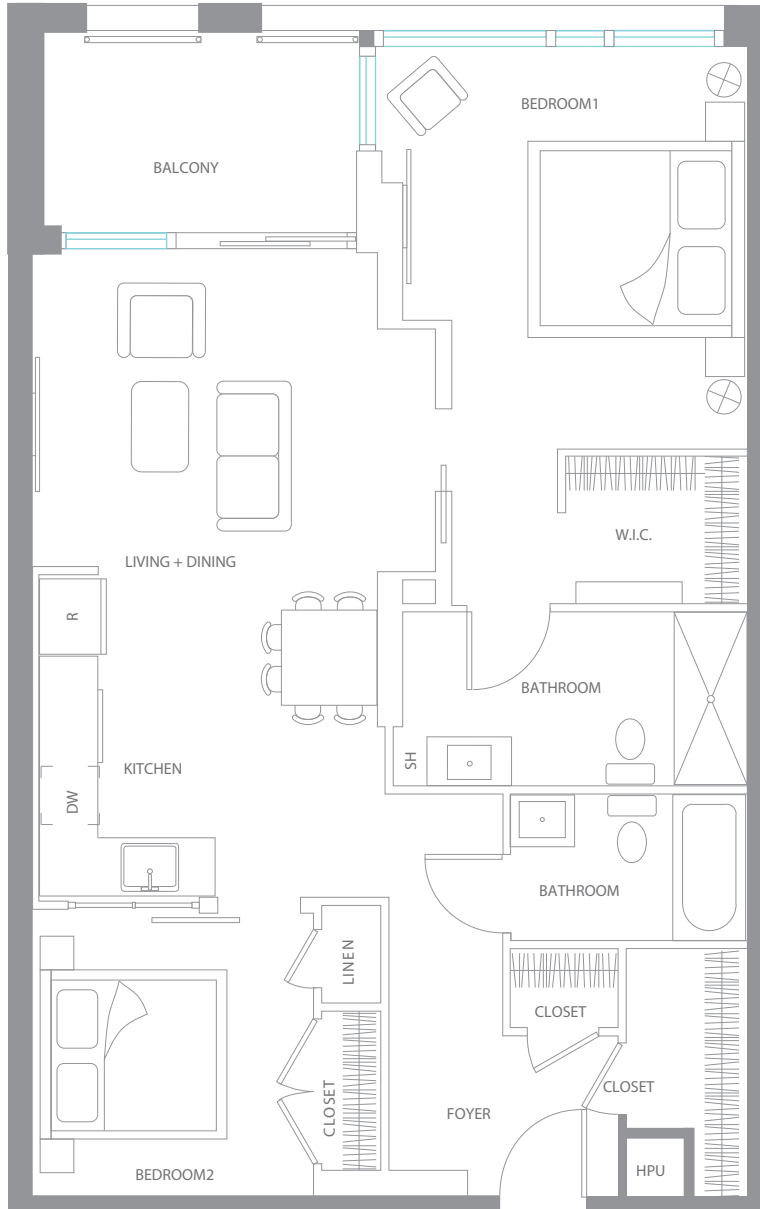 BEDROOM1
BALCONY
W.I.C.
LIVING + DINING
R
BATHROOM
SH
KITCHEN
DW
BATHROOM
LINEN
CLOSET
CLOSET
CLOSET
FOYER
HPU
BEDROOM2